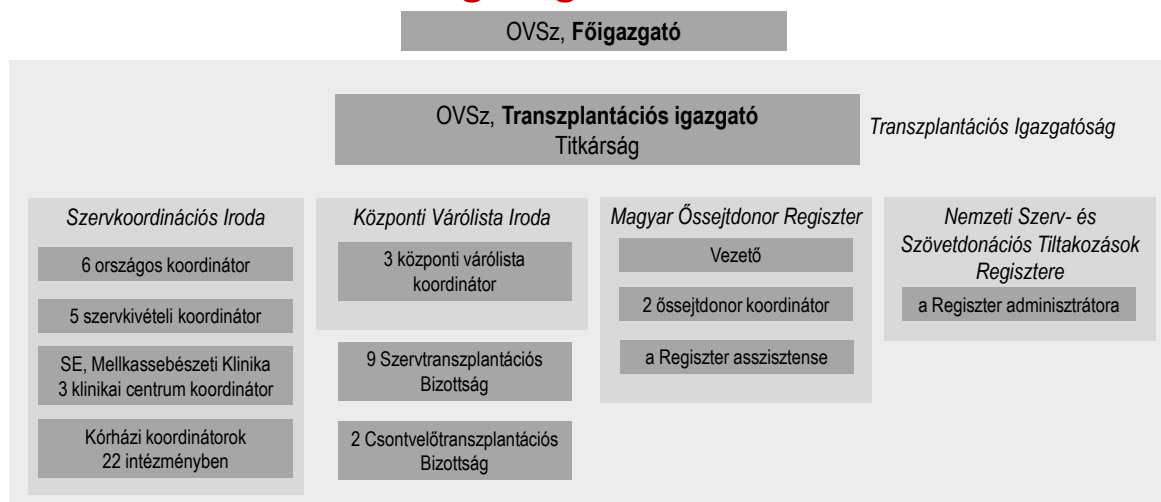 OVSz, Főigazgató
OVSz, Transzplantációs igazgató
Titkárság
Transzplantációs Igazgatóság
Szervkoordinációs Iroda
6 országos koordinátor
5 szervkivételi koordinátor
SE, Mellkassebészeti Klinika
3 klinikai centrum koordinátor
Kórházi koordinátorok
22 intézményben
Központi Várólista Iroda
3 központi várólista
koordinátor
9 Szervtranszplantációs
Bizottság
2 Csontvelőtranszplantációs
Bizottság
Magyar Őssejtdonor Regiszter
Vezető
2 őssejtdonor koordinátor
a Regiszter asszisztense
Nemzeti Szerv- és
Szövetdonációs Tiltakozások
Regisztere
a Regiszter adminisztrátora